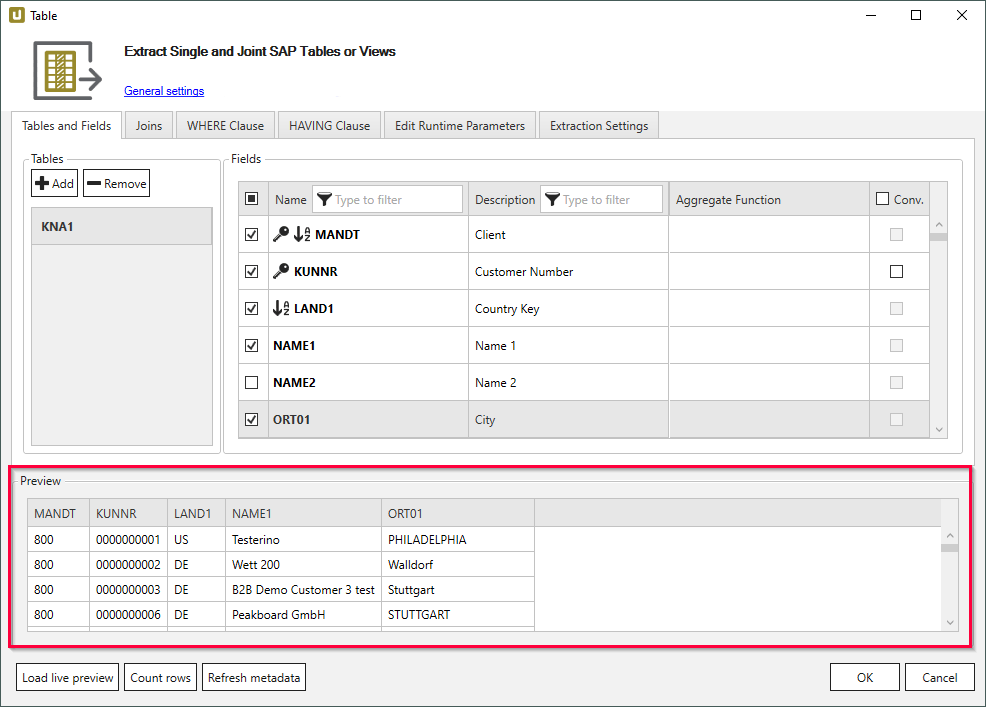 Table
Extract Single and Joint SAP Tables or Views
General settings
Tables and Fields Joins WHERE Clause HAVING Clause Edit Runtime Parameters Extraction Settings
Tables Fields
Add Remove
Name Type to filter Description Type to filter Aggregate Function Conv.
KNA1
MANDT Client
KUNNR Customer Number
LAND1 Country Key
NAME1 Name 1
NAME2 Name 2
ORT01 City
Preview
MANDT KUNNR LAND1 NAME1 ORT01
800 0000000001 US Testerino PHILADELPHIA
800 0000000002 DE Wett 200 Walldorf
800 0000000003 DE B2B Demo Customer 3 test Stuttgart
800 0000000006 DE Peakboard GmbH STUTTGART
Load live preview Count rows Refresh metadata OK Cancel